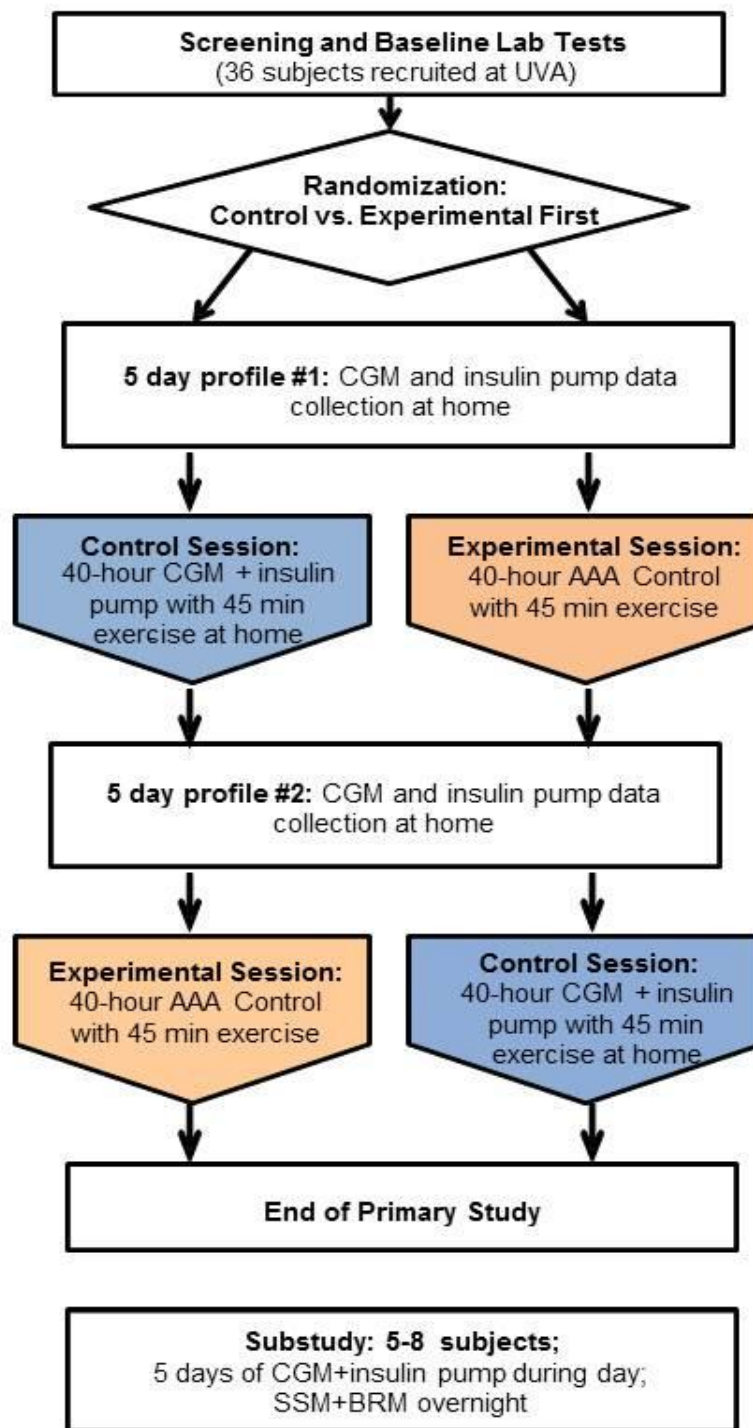 Screening and Baseline Lab Tests
(36 subjects recruited at UVA)
Randomization:
Control vs. Experimental First
5 day profile #1: CGM and insulin pump data
collection at home
Control Session:
40-hour CGM + insulin
pump with 45 min
exercise at home
Experimental Session:
40-hour AAA Control
with 45 min exercise
5 day profile #2: CGM and insulin pump data
collection at home
Experimental Session:
40-hour AAA Control
with 45 min exercise
Control Session:
40-hour CGM + insulin
pump with 45 min
exercise at home
End of Primary Study
Substudy: 5-8 subjects;
5 days of CGM+insulin pump during day;
SSM+BRM overnight